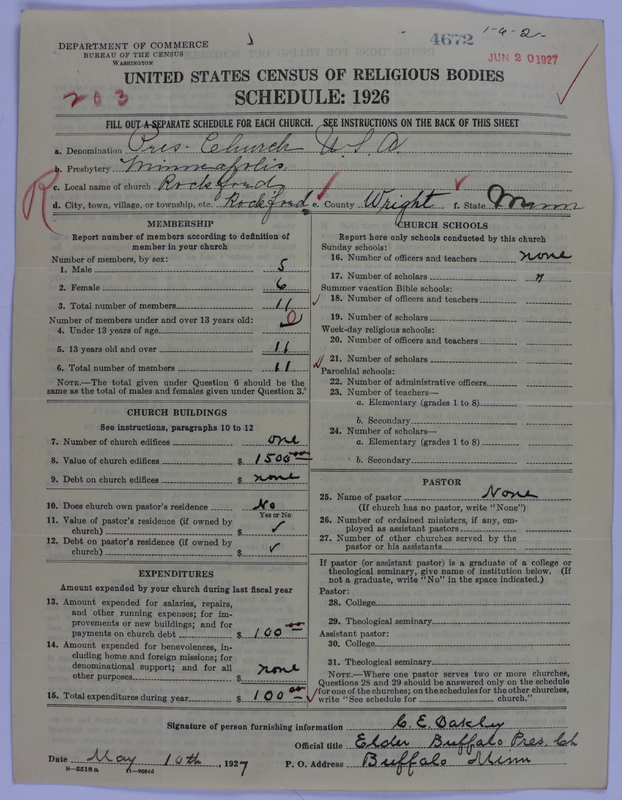 1-9-2-
4672
JUN 20 1927
DEPARTMENT OF COMMERCE
BUREAU OF THE CENSUS
WASHINGTON
UNITED STATES CENSUS OF RELIGIOUS BODIES
203
SCHEDULE: 1926
FILL OUT A SEPARATE SCHEDULE FOR EACH CHURCH. SEE INSTRUCTIONS ON THE BACK OF THIS SHEET
a. Denomination Pres. Church U.S.A.
b. Presbytery Minneapolis
c. Local name of church Rockford
R
d. City, town, village, or township, etc. Rockford e. County Wright f. State Minn
MEMBERSHIP
Report number of members according to definition of
member in your church
Number of members, by sex:
1. Male 5
2. Female 6
3. Total number of members 11
Number of members under and over 13 years old:
4. Under 13 years of age 0
5. 13 years old and over 11
6. Total number of members 11
NOTE.—The total given under Question 6 should be the
same as the total of males and females given under Question 3.
CHURCH BUILDINGS
See instructions, paragraphs 10 to 12
7. Number of church edifices one
8. Value of church edifices $ 1500 00
9. Debt on church edifices $ none
10. Does church own pastor's residence No
Yes or No
11. Value of pastor's residence (if owned by
church) $ ✓
12. Debt on pastor's residence (if owned by
church) $ ✓
EXPENDITURES
Amount expended by your church during last fiscal year
13. Amount expended for salaries, repairs,
and other running expenses; for im-
provements or new buildings; and for
payments on church debt $ 100 00
14. Amount expended for benevolences, in-
cluding home and foreign missions; for
denominational support; and for all
other purposes $ none
15. Total expenditures during year $ 100 00
CHURCH SCHOOLS
Report here only schools conducted by this church
Sunday schools:
16. Number of officers and teachers none
17. Number of scholars "
Summer vacation Bible schools:
18. Number of officers and teachers
19. Number of scholars
Week-day religious schools:
20. Number of officers and teachers
21. Number of scholars
Parochial schools:
22. Number of administrative officers
23. Number of teachers—
a. Elementary (grades 1 to 8)
b. Secondary
24. Number of scholars—
a. Elementary (grades 1 to 8)
b. Secondary
PASTOR
25. Name of pastor None
(If church has no pastor, write "None")
26. Number of ordained ministers, if any, em-
ployed as assistant pastors
27. Number of other churches served by the
pastor or his assistants
If pastor (or assistant pastor) is a graduate of a college or
theological seminary, give name of institution below. (If
not a graduate, write "No" in the space indicated.)
Pastor:
28. College
29. Theological seminary
Assistant pastor:
30. College
31. Theological seminary
NOTE.—Where one pastor serves two or more churches,
Questions 28 and 29 should be answered only on the schedule
for one of the churches; on the schedules for the other churches,
write "See schedule for church."
Signature of person furnishing information C. E. Oakley
Official title Elder Buffalo Pres. Ch
Date May 10th, 1927 P. O. Address Buffalo Minn
8-5518a